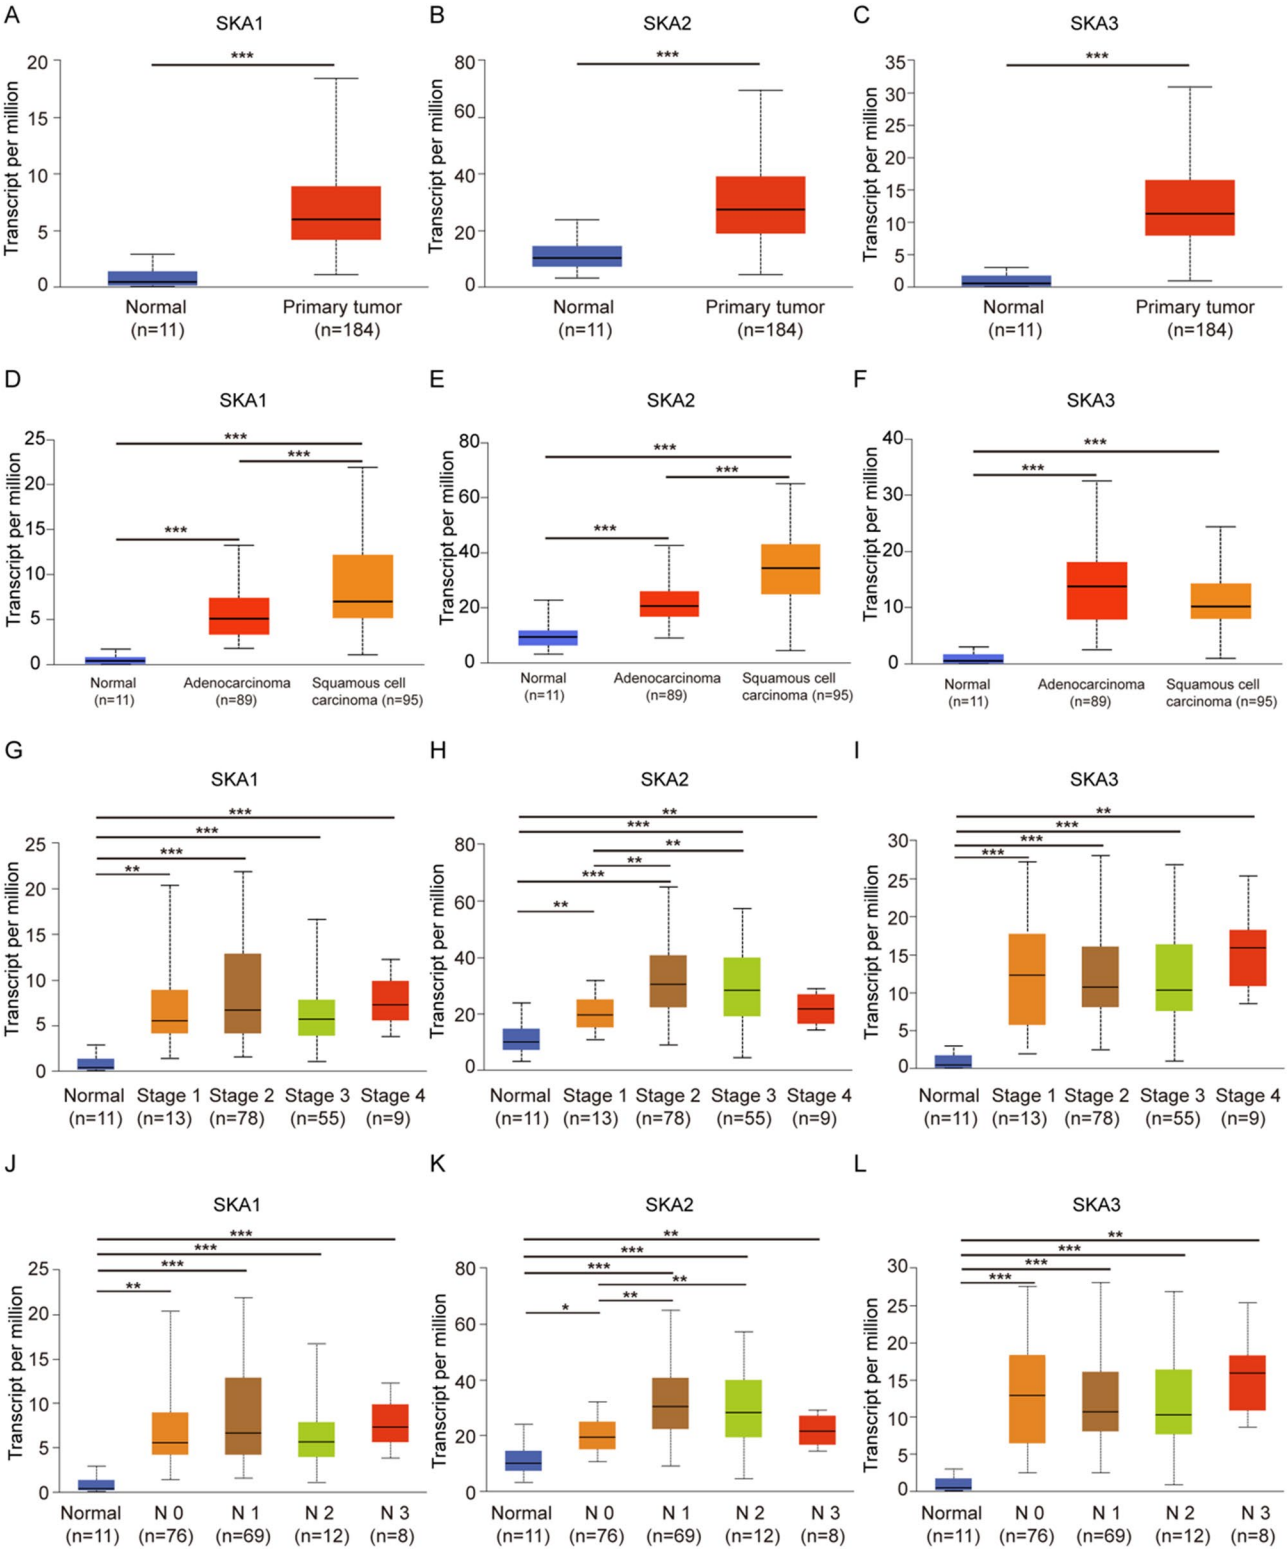 A
SKA1
Transcript per million
20
15
10
5
0
***
Normal
(n=11)
Primary tumor
(n=184)
B
SKA2
Transcript per million
80
60
40
20
0
***
Normal
(n=11)
Primary tumor
(n=184)
C
SKA3
Transcript per million
35
30
25
20
15
10
5
0
***
Normal
(n=11)
Primary tumor
(n=184)
D
SKA1
Transcript per million
25
20
15
10
5
0
***
***
***
Normal
(n=11)
Adenocarcinoma
(n=89)
Squamous cell
carcinoma (n=95)
E
SKA2
Transcript per million
80
60
40
20
0
***
***
***
Normal
(n=11)
Adenocarcinoma
(n=89)
Squamous cell
carcinoma (n=95)
F
SKA3
Transcript per million
40
30
20
10
0
***
***
Normal
(n=11)
Adenocarcinoma
(n=89)
Squamous cell
carcinoma (n=95)
G
SKA1
Transcript per million
25
20
15
10
5
0
***
***
***
**
Normal
(n=11)
Stage 1
(n=13)
Stage 2
(n=78)
Stage 3
(n=55)
Stage 4
(n=9)
H
SKA2
Transcript per million
80
60
40
20
0
**
***
**
**
***
**
Normal
(n=11)
Stage 1
(n=13)
Stage 2
(n=78)
Stage 3
(n=55)
Stage 4
(n=9)
I
SKA3
Transcript per million
30
25
20
15
10
5
0
**
***
***
***
Normal
(n=11)
Stage 1
(n=13)
Stage 2
(n=78)
Stage 3
(n=55)
Stage 4
(n=9)
J
SKA1
Transcript per million
25
20
15
10
5
0
***
***
***
**
Normal
(n=11)
N 0
(n=76)
N 1
(n=69)
N 2
(n=12)
N 3
(n=8)
K
SKA2
Transcript per million
80
60
40
20
0
**
***
***
**
**
*
Normal
(n=11)
N 0
(n=76)
N 1
(n=69)
N 2
(n=12)
N 3
(n=8)
L
SKA3
Transcript per million
30
25
20
15
10
5
0
**
***
***
***
Normal
(n=11)
N 0
(n=76)
N 1
(n=69)
N 2
(n=12)
N 3
(n=8)